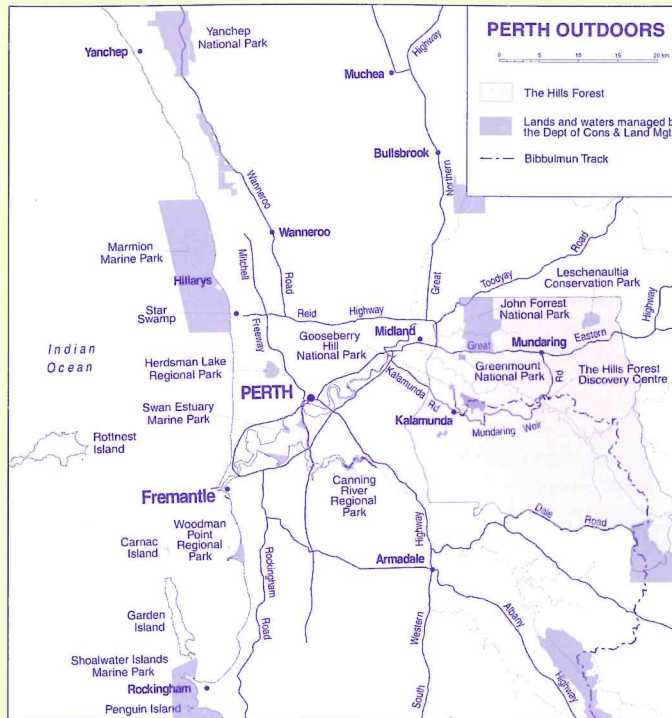 PERTH OUTDOORS
0 5 10 15 20 km
The Hills Forest
Lands and waters managed b
the Dept of Cons & Land Mgt
Bibbulmun Track
Yanchep
Yanchep
National Park
Muchea
Highway
Bullsbrook
Northern
Great
Wanneroo
Road
Wanneroo
Marmion
Marine Park
Hillarys
Mitchell
Freeway
Star
Swamp
Reid
Highway
Toodyay
Road
Leschenaultia
Conservation Park
John Forrest
National Park
Highway
Eastern
Great
Mundaring
Midland
Gooseberry
Hill
National Park
Indian
Ocean
Herdsman Lake
Regional Park
PERTH
Greenmount
National Park
Rd
The Hills Forest
Discovery Centre
Swan Estuary
Marine Park
Kalamunda
Rd
Kalamunda
Mundaring Weir
Rottnest
Island
Fremantle
Canning
River
Regional
Park
Dale Road
Woodman
Point
Regional
Park
Carnac
Island
Rockingham
Road
Highway
Armadale
Western
South
Albany
Highway
Garden
Island
Shoalwater Islands
Marine Park
Rockingham
Penguin Island